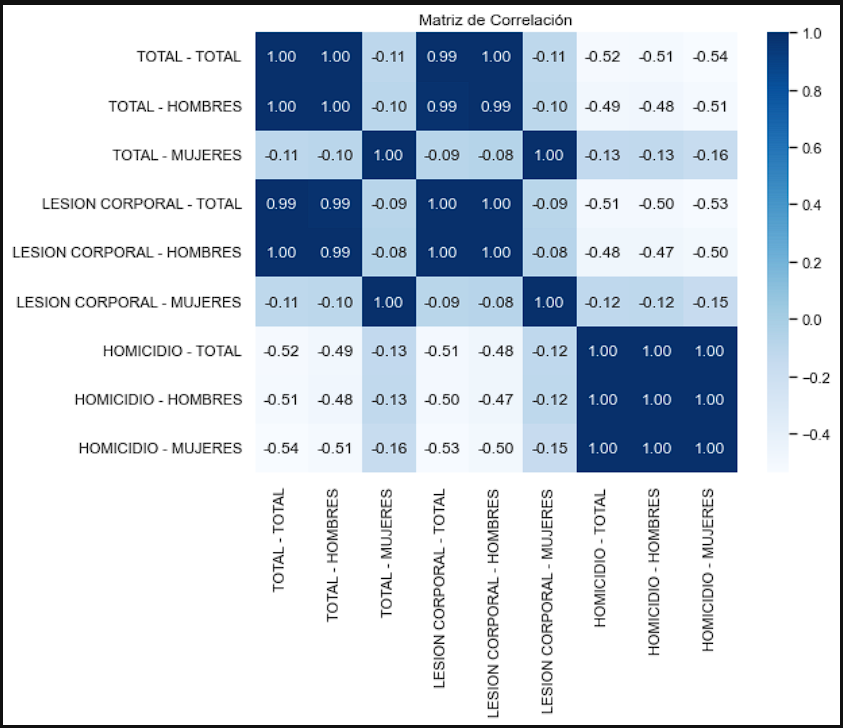 Matriz de Correlación
TOTAL - TOTAL 1.00 1.00 -0.11 0.99 1.00 -0.11 -0.52 -0.51 -0.54
TOTAL - HOMBRES 1.00 1.00 -0.10 0.99 0.99 -0.10 -0.49 -0.48 -0.51
TOTAL - MUJERES -0.11 -0.10 1.00 -0.09 -0.08 1.00 -0.13 -0.13 -0.16
LESION CORPORAL - TOTAL 0.99 0.99 -0.09 1.00 1.00 -0.09 -0.51 -0.50 -0.53
LESION CORPORAL - HOMBRES 1.00 0.99 -0.08 1.00 1.00 -0.08 -0.48 -0.47 -0.50
LESION CORPORAL - MUJERES -0.11 -0.10 1.00 -0.09 -0.08 1.00 -0.12 -0.12 -0.15
HOMICIDIO - TOTAL -0.52 -0.49 -0.13 -0.51 -0.48 -0.12 1.00 1.00 1.00
HOMICIDIO - HOMBRES -0.51 -0.48 -0.13 -0.50 -0.47 -0.12 1.00 1.00 1.00
HOMICIDIO - MUJERES -0.54 -0.51 -0.16 -0.53 -0.50 -0.15 1.00 1.00 1.00
TOTAL - TOTAL
TOTAL - HOMBRES
TOTAL - MUJERES
LESION CORPORAL - TOTAL
LESION CORPORAL - HOMBRES
LESION CORPORAL - MUJERES
HOMICIDIO - TOTAL
HOMICIDIO - HOMBRES
HOMICIDIO - MUJERES
1.0
0.8
0.6
0.4
0.2
0.0
−0.2
−0.4